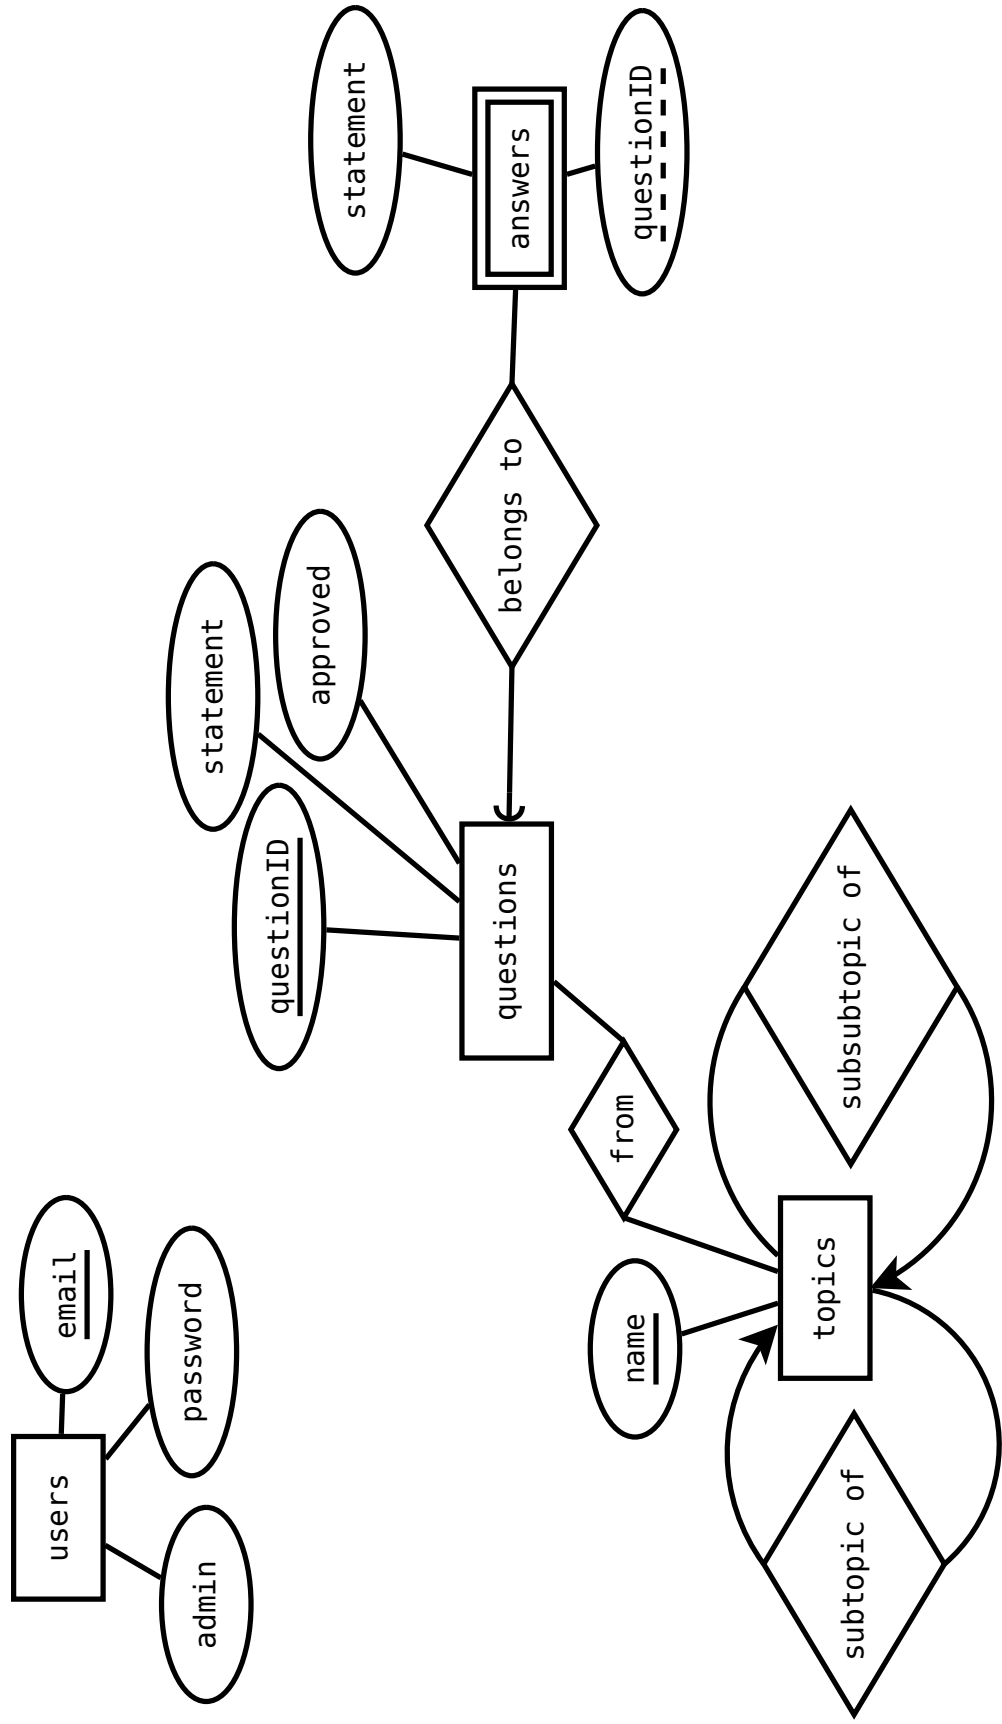 users
email
password
admin
questionID
statement
approved
questions
belongs to
statement
answers
questionID
from
name
topics
subtopic of
subsubtopic of